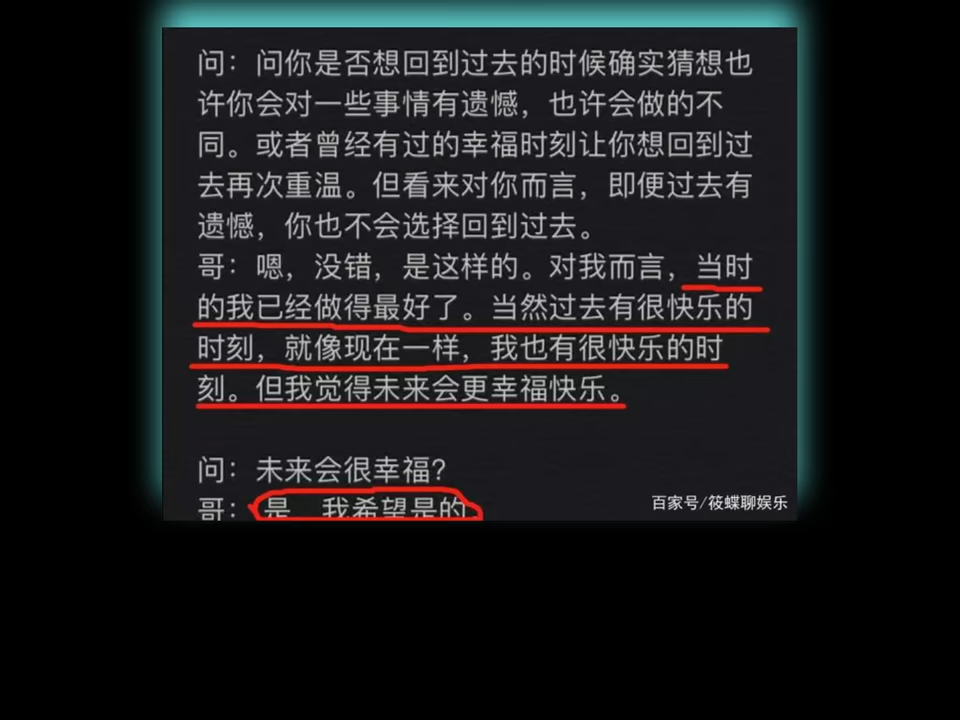 问：问你是否想回到过去的时候确实猜想也
许你会对一些事情有遗憾，也许会做的不
同。或者曾经有过的幸福时刻让你想回到过
去再次重温。但看来对你而言，即便过去有
遗憾，你也不会选择回到过去。
哥：嗯，没错，是这样的。对我而言，当时
的我已经做得最好了。当然过去有很快乐的
时刻，就像现在一样，我也有很快乐的时
刻。但我觉得未来会更幸福快乐。
问：未来会很幸福？
哥：是，我希望是的
百家号/筱蝶聊娱乐